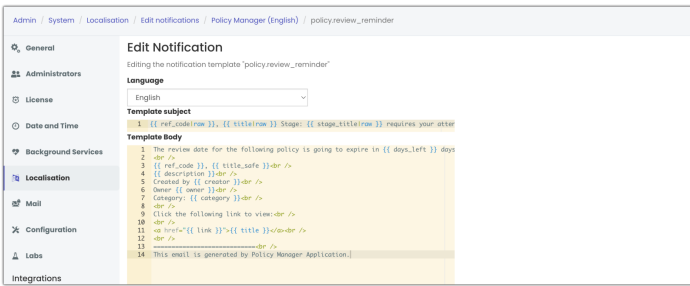 Admin / System / Localisation / Edit notifications / Policy Manager (English) / policy.review_reminder
General
Administrators
License
Date and Time
Background Services
Localisation
Mail
Configuration
Labs
Integrations
Edit Notification
Editing the notification template "policy.review_reminder"
Language
English
Template subject
1 {{ ref_code|raw }}, {{ title|raw }} Stage: {{ stage_title|raw }} requires your atter
Template Body
1 The review date for the following policy is going to expire in {{ days_left }} days
2 <br />
3 {{ ref_code }}, {{ title_safe }}<br />
4 {{ description }}<br />
5 Created by {{ creator }}<br />
6 Owner {{ owner }}<br />
7 Category: {{ category }}<br />
8 <br />
9 Click the following link to view:<br />
10 <br />
11 <a href="{{ link }}">{{ title }}</a><br />
12 <br />
13 ============================<br />
14 This email is generated by Policy Manager Application.